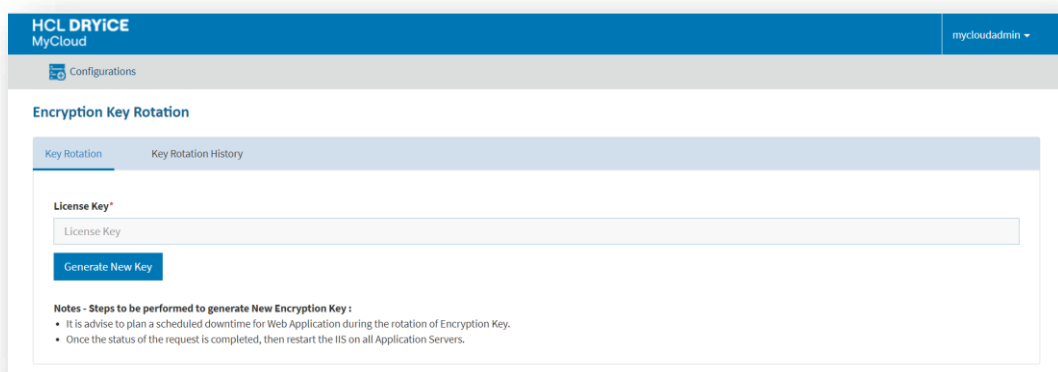 HCL DRYiCE
MyCloud
mycloudadmin
Configurations
Encryption Key Rotation
Key Rotation
Key Rotation History
License Key*
License Key
Generate New Key
Notes - Steps to be performed to generate New Encryption Key :
• It is advise to plan a scheduled downtime for Web Application during the rotation of Encryption Key.
• Once the status of the request is completed, then restart the IIS on all Application Servers.